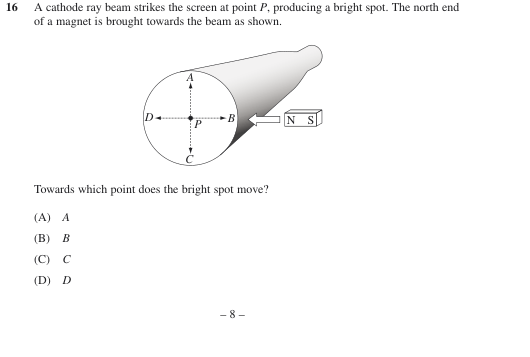 16 A cathode ray beam strikes the screen at point P, producing a bright spot. The north end
of a magnet is brought towards the beam as shown.
A
D P B N S
C
Towards which point does the bright spot move?
(A) A
(B) B
(C) C
(D) D
– 8 –